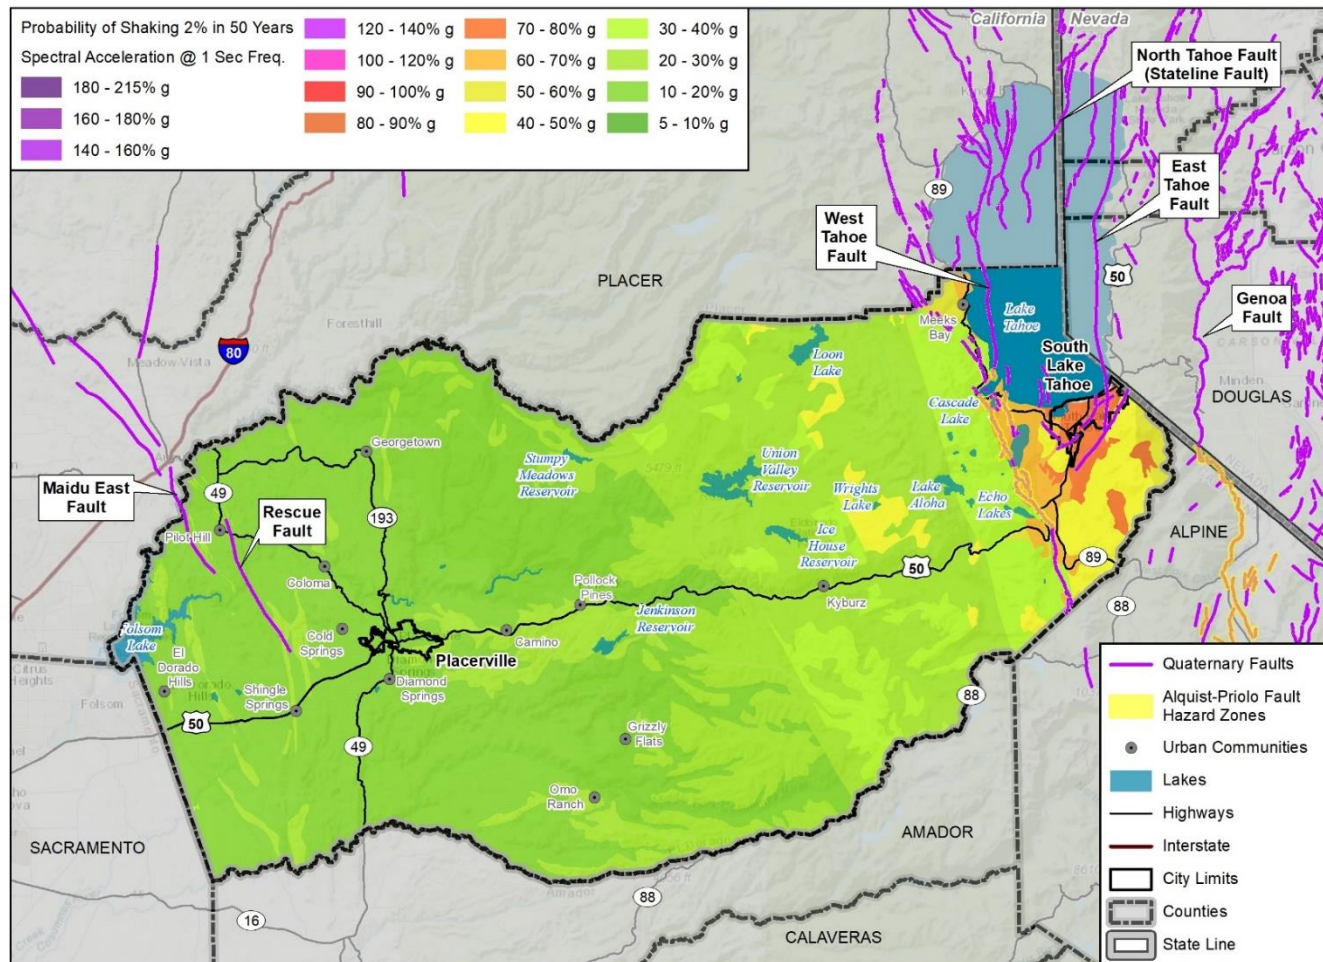 Probability of Shaking 2% in 50 Years
Spectral Acceleration @ 1 Sec Freq.
180 - 215% g
160 - 180% g
140 - 160% g
120 - 140% g
100 - 120% g
90 - 100% g
80 - 90% g
70 - 80% g
60 - 70% g
50 - 60% g
40 - 50% g
30 - 40% g
20 - 30% g
10 - 20% g
5 - 10% g
California
Nevada
North Tahoe Fault
(Stateline Fault)
East
Tahoe
Fault
89
West
Tahoe
Fault
50
PLACER
Genoa
Fault
Lake
Tahoe
Meeks
Bay
Foresthill
80
Meadow Vista
Loon
Lake
South
Lake
Tahoe
Minden
DOUGLAS
Cascade
Lake
Georgetown
Stumpy
Meadows
Reservoir
5479 ft
Union
Valley
Reservoir
Maidu East
Fault
49
Rescue
Fault
193
Wrights
Lake
Lake
Aloha
Echo
Lakes
NEVADA
Pilot Hill
Ice
House
Reservoir
ALPINE
Coloma
50
89
Pollock
Pines
Kyburz
88
Folsom
Lake
Cold
Springs
Camino
Jenkinson
Reservoir
El
Dorado
Hills
Placerville
Diamond
Springs
Citrus
Heights
Folsom
Shingle
Springs
50
88
49
Grizzly
Flats
Omo
Ranch
SACRAMENTO
AMADOR
Amador
88
16
CALAVERAS
Quaternary Faults
Alquist-Priolo Fault
Hazard Zones
Urban Communities
Lakes
Highways
Interstate
City Limits
Counties
State Line